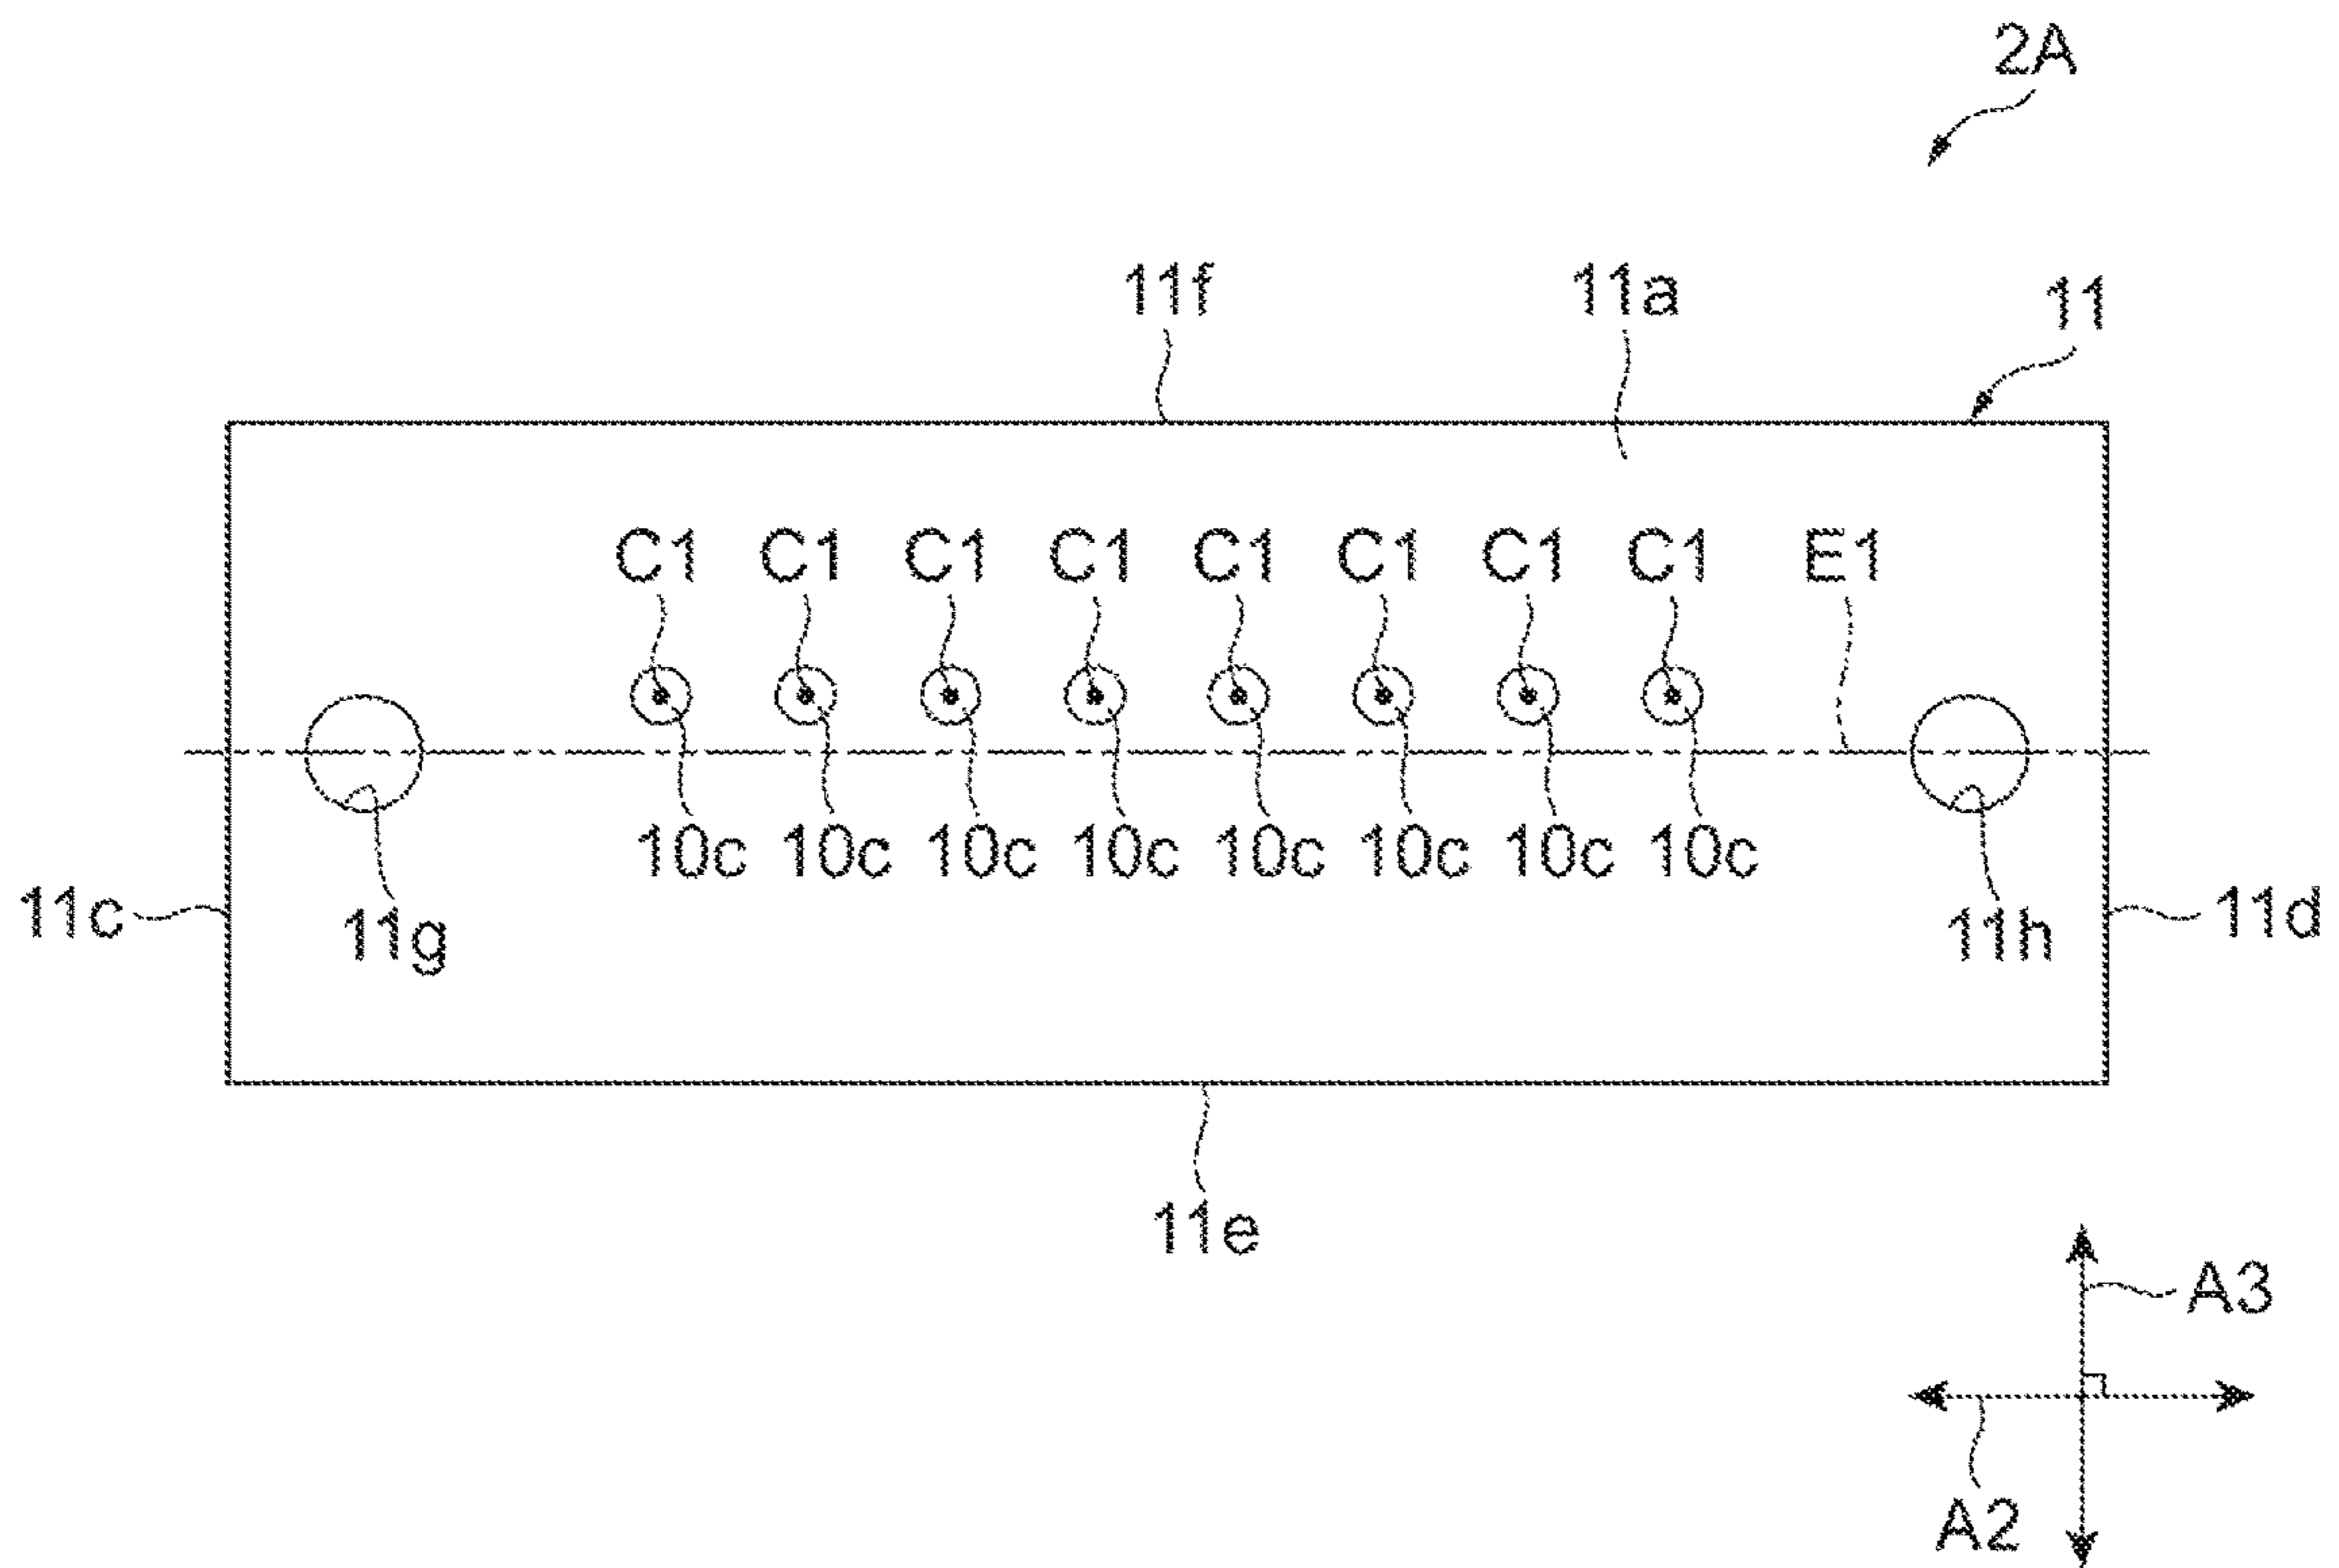 2A
11f 11a 11
C1 C1 C1 C1 C1 C1 C1 C1 E1
10c 10c 10c 10c 10c 10c 10c 10c
11c 11g 11h 11d
11e
A3
A2